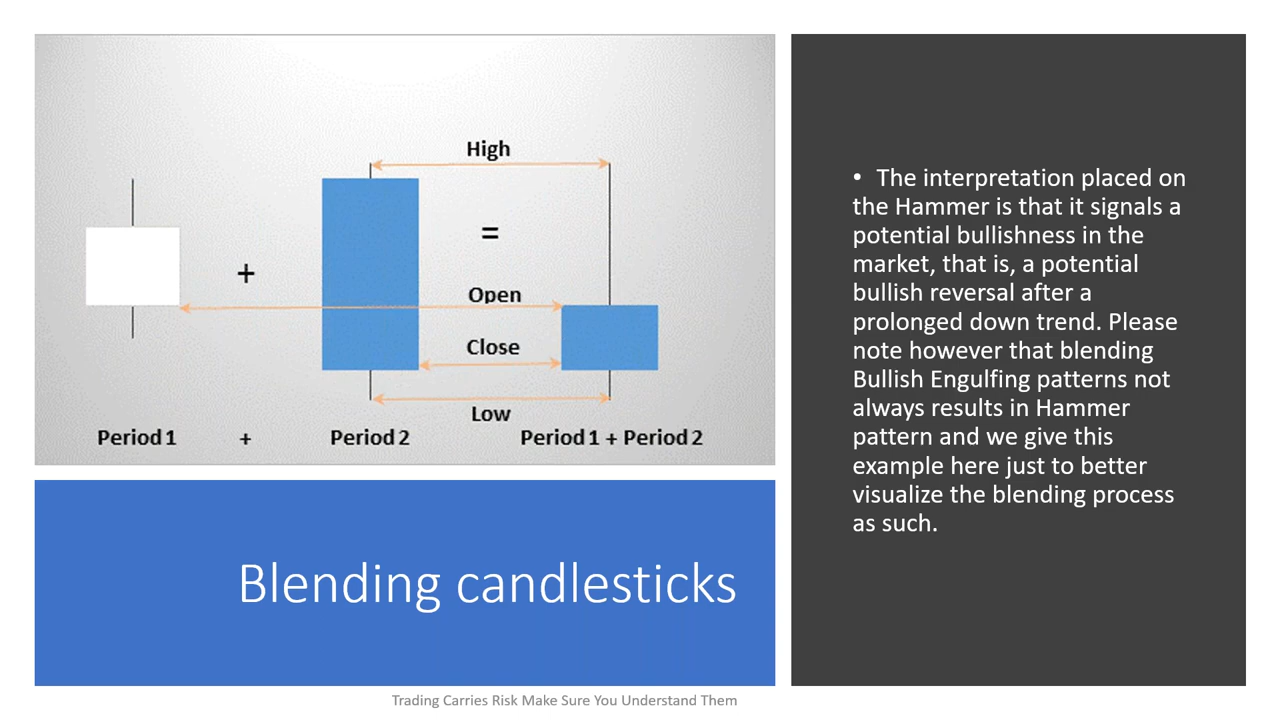 High
=
Open
+
Close
Low
Period 1 + Period 2 Period 1 + Period 2
Blending candlesticks
• The interpretation placed on
the Hammer is that it signals a
potential bullishness in the
market, that is, a potential
bullish reversal after a
prolonged down trend. Please
note however that blending
Bullish Engulfing patterns not
always results in Hammer
pattern and we give this
example here just to better
visualize the blending process
as such.
Trading Carries Risk Make Sure You Understand Them